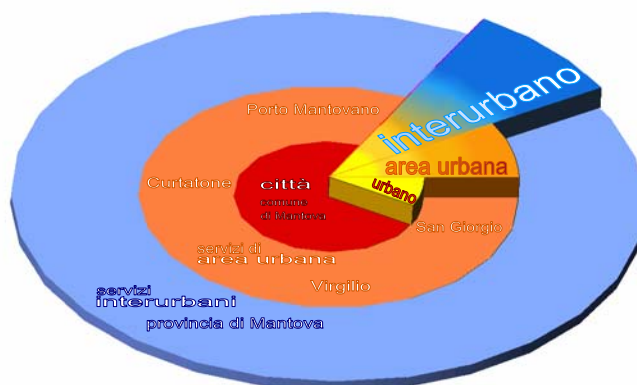 interurbano
Porto Mantovano
area urbana
Curtatone
città
urbano
comune
di Mantova
San Giorgio
servizi di
area urbana
Virgilio
servizi
interurbani
provincia di Mantova